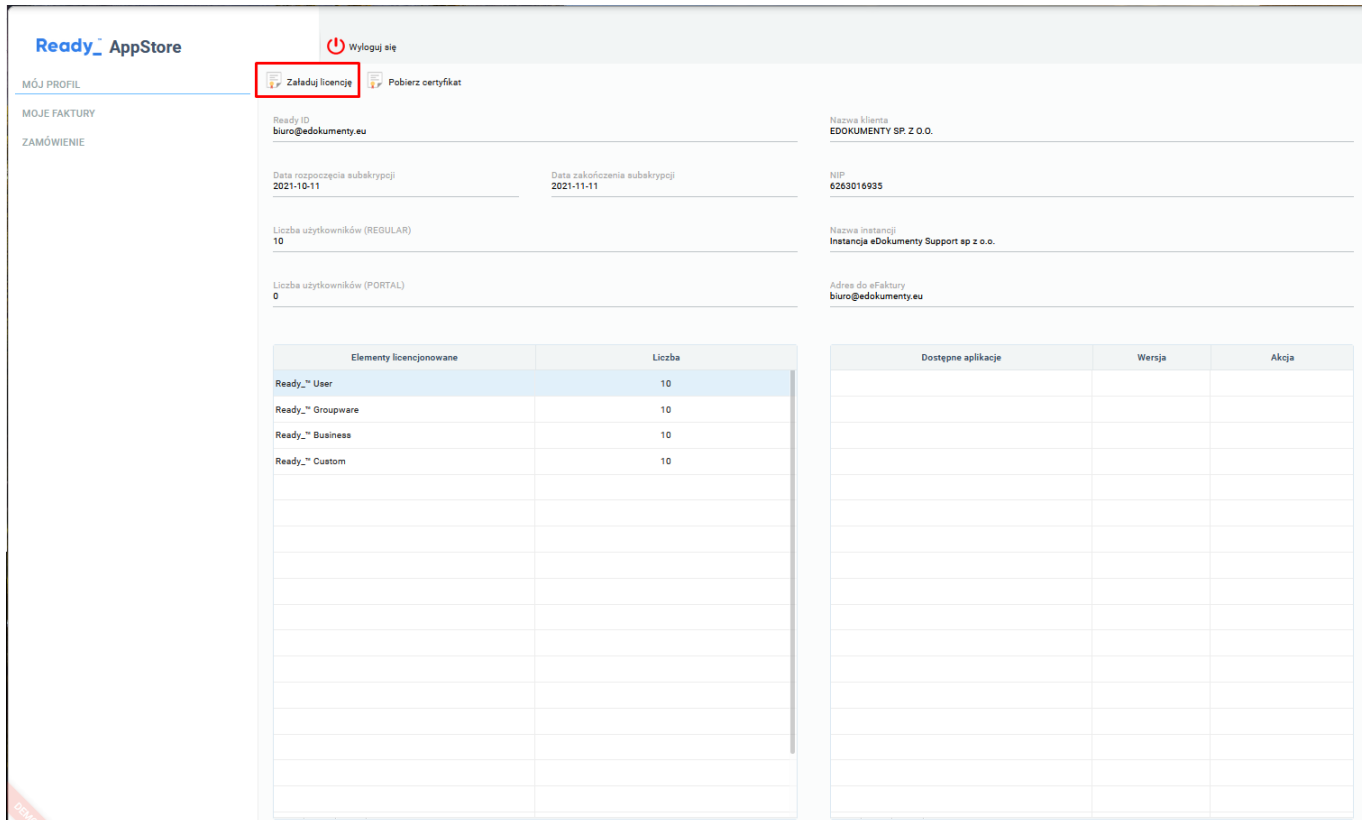 Ready_™ AppStore
Wyloguj się
MÓJ PROFIL
MOJE FAKTURY
ZAMÓWIENIE
Załaduj licencję Pobierz certyfikat
Ready ID
biuro@edokumenty.eu
Nazwa klienta
EDOKUMENTY SP. Z O.O.
Data rozpoczęcia subskrypcji
2021-10-11
Data zakończenia subskrypcji
2021-11-11
NIP
6263016935
Liczba użytkowników (REGULAR)
10
Nazwa instancji
Instancja eDokumenty Support sp z o.o.
Liczba użytkowników (PORTAL)
0
Adres do eFaktury
biuro@edokumenty.eu
Elementy licencjonowane Liczba
Ready_™ User 10
Ready_™ Groupware 10
Ready_™ Business 10
Ready_™ Custom 10
Dostępne aplikacje Wersja Akcja